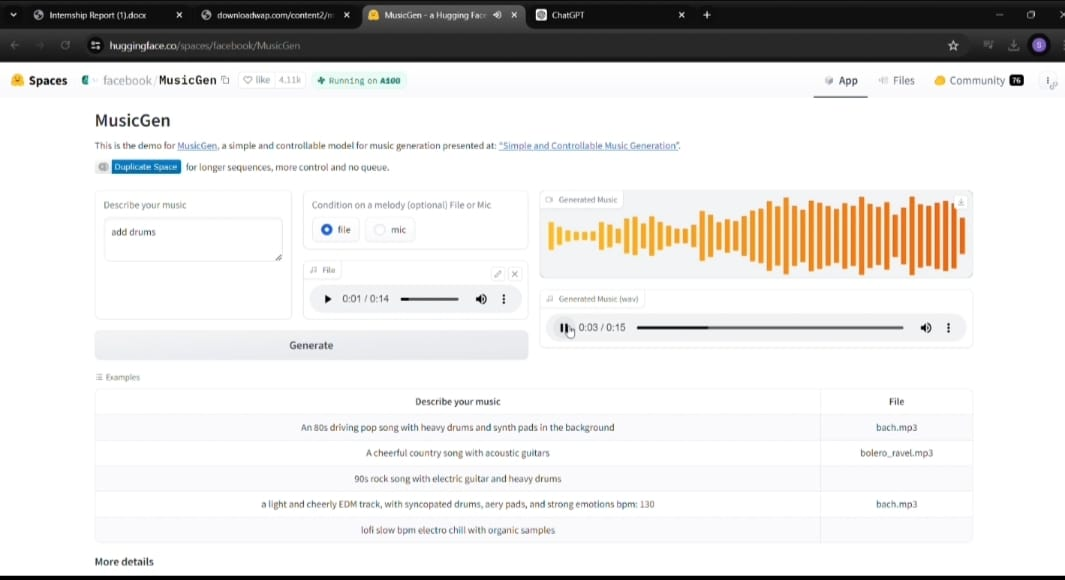 Internship Report (1).docx
downloadwap.com/content2/m
MusicGen - a Hugging Face
ChatGPT
huggingface.co/spaces/facebook/MusicGen
Spaces
facebook/MusicGen
like 4.11k
Running on A100
App
Files
Community 76
MusicGen
This is the demo for MusicGen, a simple and controllable model for music generation presented at: "Simple and Controllable Music Generation".
Duplicate Space for longer sequences, more control and no queue.
Describe your music
add drums
Condition on a melody (optional) File or Mic
file
mic
File
0:01 / 0:14
Generate
Generated Music
Generated Music (wav)
0:03 / 0:15
Examples
Describe your music File
An 80s driving pop song with heavy drums and synth pads in the background bach.mp3
A cheerful country song with acoustic guitars bolero_ravel.mp3
90s rock song with electric guitar and heavy drums
a light and cheerly EDM track, with syncopated drums, aery pads, and strong emotions bpm: 130 bach.mp3
lofi slow bpm electro chill with organic samples
More details